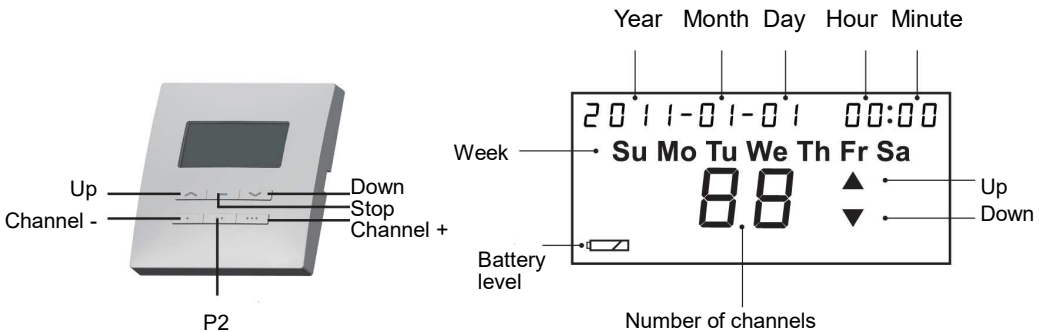 Year Month Day Hour Minute
2011-01-01 00:00
Week
Su Mo Tu We Th Fr Sa
88
Up
Down
Battery
level
Number of channels
Up
Channel -
Down
Stop
Channel +
P2